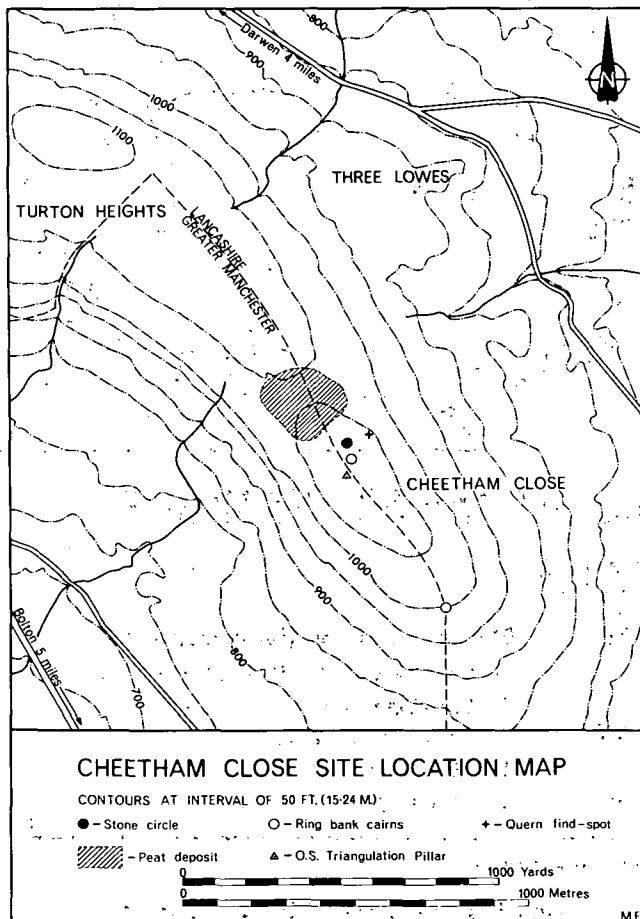 800
Darwen 4 miles
900
N
1000
1100
THREE LOWES
TURTON HEIGHTS
LANCASHIRE
GREATER MANCHESTER
CHEETHAM CLOSE
1000
900
800
Bolton 5 miles
700
CHEETHAM CLOSE SITE LOCATION MAP
CONTOURS AT INTERVAL OF 50 FT. (15·24 M.)
- Stone circle
- Ring bank cairns
- Quern find-spot
- Peat deposit
- O.S. Triangulation Pillar
0 1000 Yards
0 1000 Metres